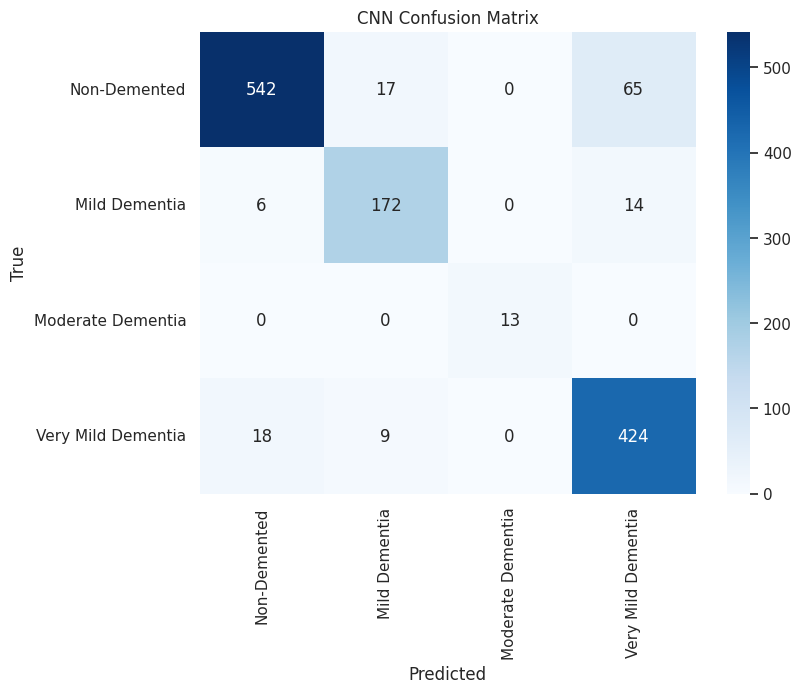 CNN Confusion Matrix
Non-Demented
542
17
0
65
Mild Dementia
6
172
0
14
Moderate Dementia
0
0
13
0
Very Mild Dementia
18
9
0
424
True
Non-Demented
Mild Dementia
Moderate Dementia
Very Mild Dementia
Predicted
500
400
300
200
100
0